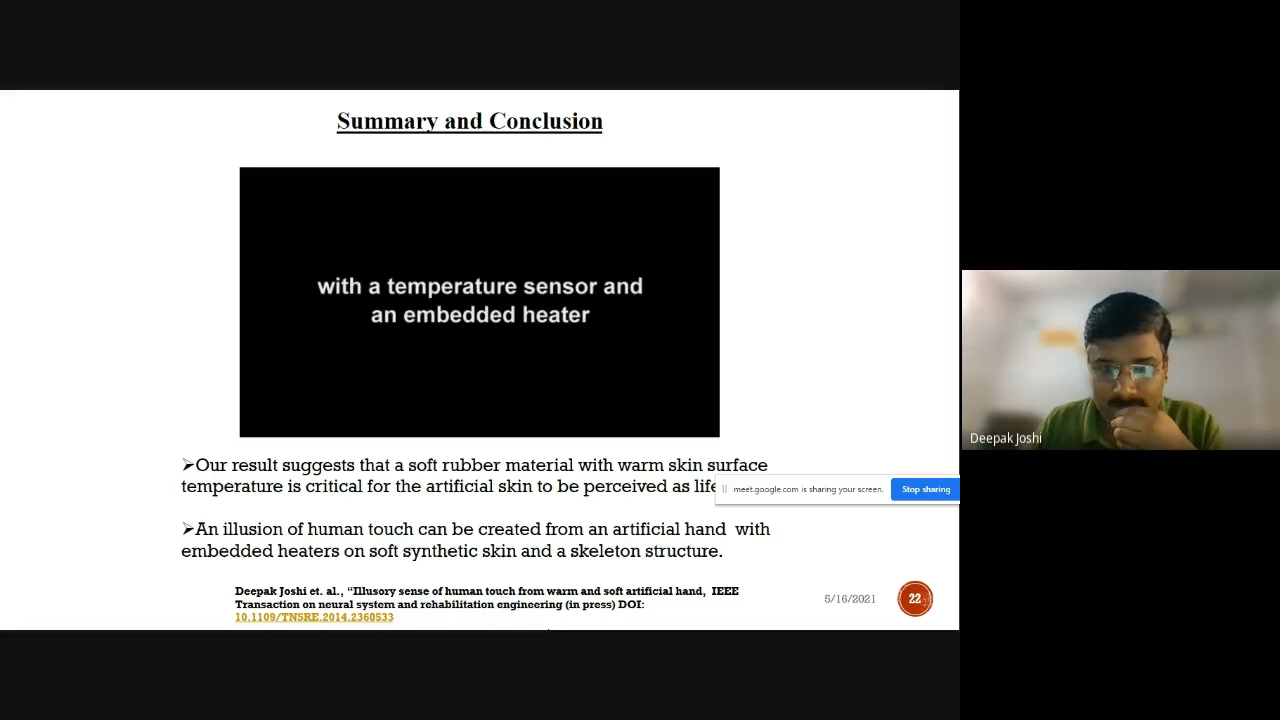 Summary and Conclusion
with a temperature sensor and
an embedded heater
➢Our result suggests that a soft rubber material with warm skin surface
temperature is critical for the artificial skin to be perceived as life
meet.google.com is sharing your screen.
Stop sharing
➢An illusion of human touch can be created from an artificial hand with
embedded heaters on soft synthetic skin and a skeleton structure.
Deepak Joshi et. al., “Illusory sense of human touch from warm and soft artificial hand, IEEE
Transaction on neural system and rehabilitation engineering (in press) DOI:
10.1109/TNSRE.2014.2360533
5/16/2021
22
Deepak Joshi